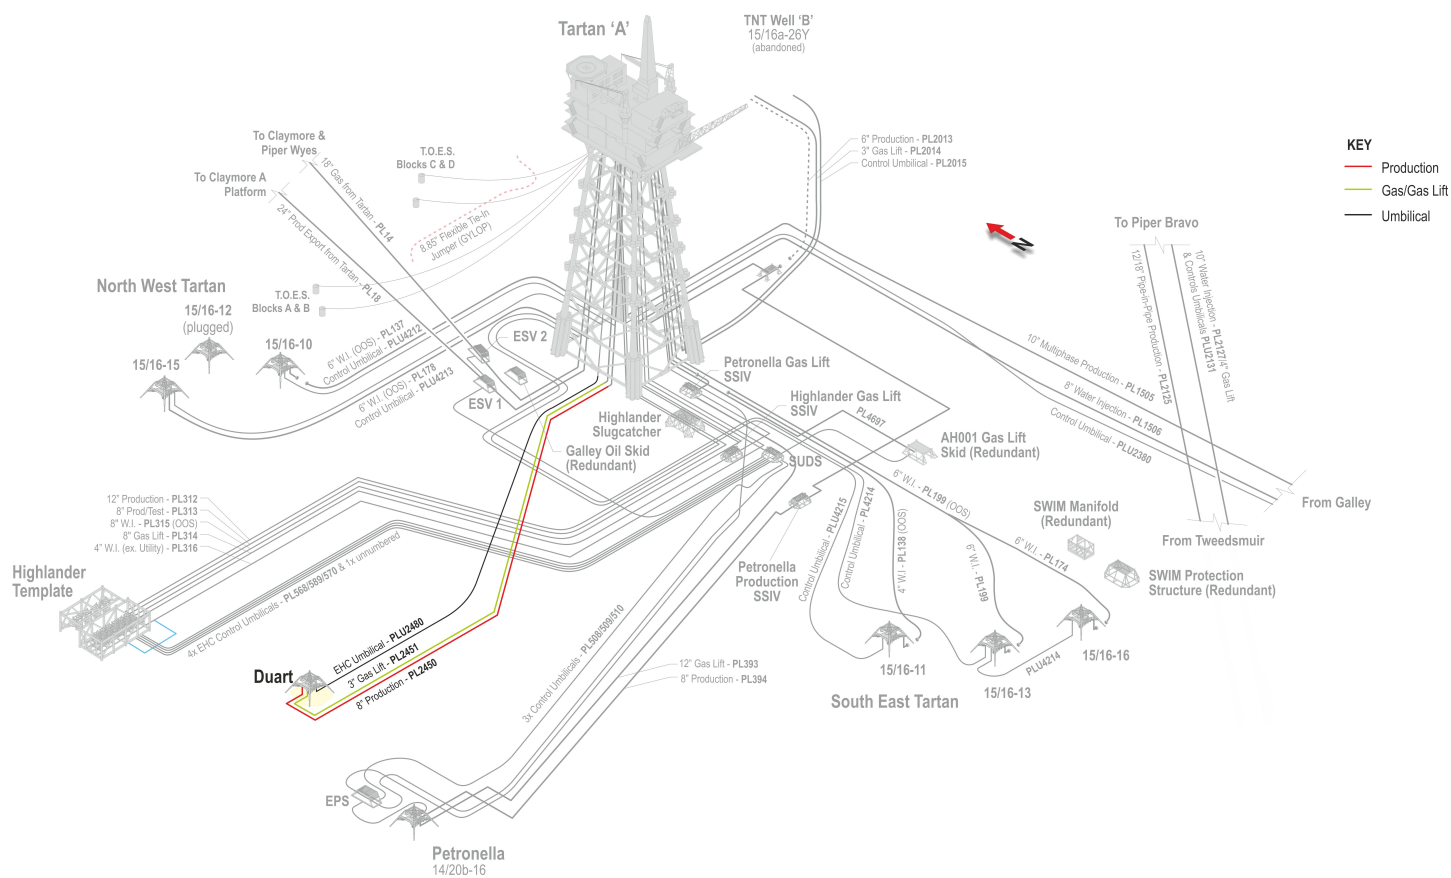 Tartan ‘A’
TNT Well ‘B’
15/16a-26Y
(abandoned)
To Claymore &
Piper Wyes
T.O.E.S.
Blocks C & D
6” Production - PL2013
3” Gas Lift - PL2014
Control Umbilical - PL2015
KEY
Production
Gas/Gas Lift
Umbilical
To Claymore A
Platform
18” Gas from Tartan - PL14
24” Prod Export from Tartan - PL18
8.85” Flexible Tie-In
Jumper (GYLOP)
N
To Piper Bravo
12/18” Pipe-in-Pipe Production - PL2125
10” Water Injection - PL2127/4” Gas Lift
& Controls Umbilicals PLU2131
North West Tartan
15/16-12
(plugged)
T.O.E.S.
Blocks A & B
15/16-10
15/16-15
6” W.I. (OOS) - PL137
Control Umbilical - PLU4212
6” W.I. (OOS) - PL178
Control Umbilical - PLU4213
ESV 2
ESV 1
Petronella Gas Lift
SSIV
Highlander Gas Lift
SSIV
10” Multiphase Production - PL1505
8” Water Injection - PL1506
Control Umbilical - PLU2380
Highlander
Slugcatcher
PL4697
AH001 Gas Lift
Skid (Redundant)
Galley Oil Skid
(Redundant)
SUDS
6” W.I. - PL199 (OOS)
From Galley
12” Production - PL312
8” Prod/Test - PL313
8” W.I. - PL315 (OOS)
8” Gas Lift - PL314
4” W.I. (ex. Utility) - PL316
SWIM Manifold
(Redundant)
From Tweedsmuir
Control Umbilical - PLU4215
Control Umbilical - PL4214
4” W.I - PL138 (OOS)
6” W.I. - PL199
6” W.I. - PL174
Highlander
Template
4x EHC Control Umbilicals - PL568/589/570 & 1x unnumbered
Petronella
Production
SSIV
SWIM Protection
Structure (Redundant)
EHC Umbilical - PLU2480
3” Gas Lift - PL2451
8” Production - PL2450
Duart
3x Control Umbilicals - PL508/509/510
12” Gas Lift - PL393
8” Production - PL394
15/16-11
PLU4214
15/16-16
15/16-13
South East Tartan
EPS
Petronella
14/20b-16